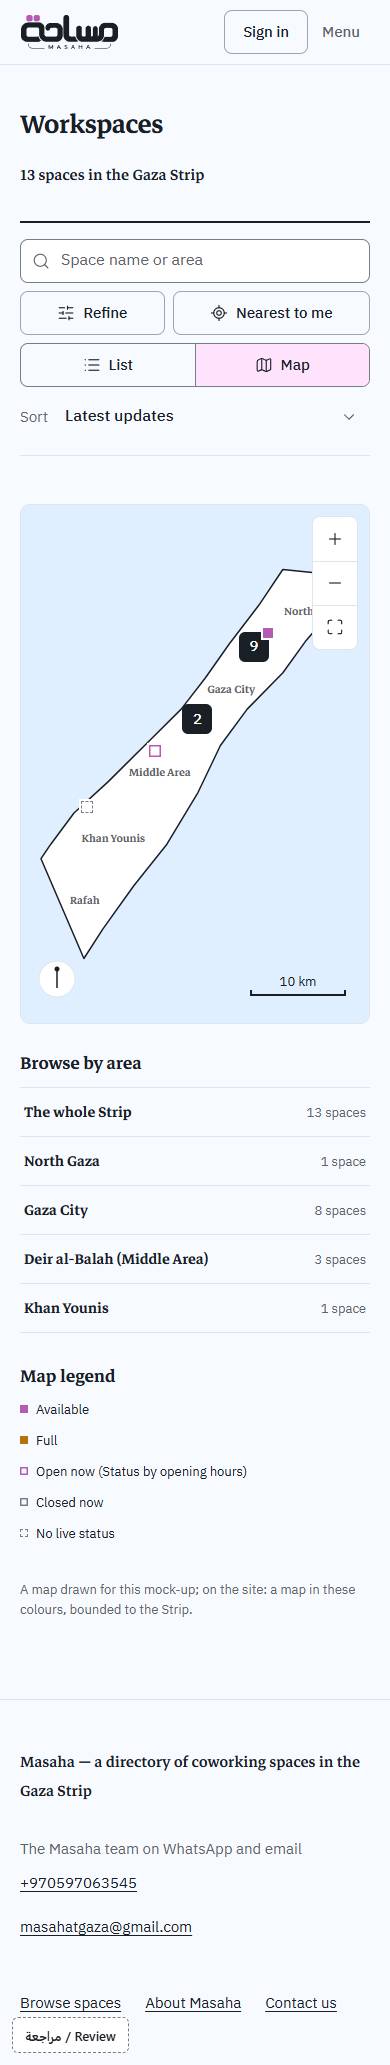 مساحة
MASAHA
Sign in
Menu
Workspaces
13 spaces in the Gaza Strip
Space name or area
Refine
Nearest to me
List
Map
Sort
Latest updates
North
9
Gaza City
2
Middle Area
Khan Younis
Rafah
10 km
Browse by area
The whole Strip 13 spaces
North Gaza 1 space
Gaza City 8 spaces
Deir al-Balah (Middle Area) 3 spaces
Khan Younis 1 space
Map legend
Available
Full
Open now (Status by opening hours)
Closed now
No live status
A map drawn for this mock-up; on the site: a map in these
colours, bounded to the Strip.
Masaha — a directory of coworking spaces in the
Gaza Strip
The Masaha team on WhatsApp and email
+970597063545
masahatgaza@gmail.com
Browse spaces About Masaha Contact us
مراجعة / Review